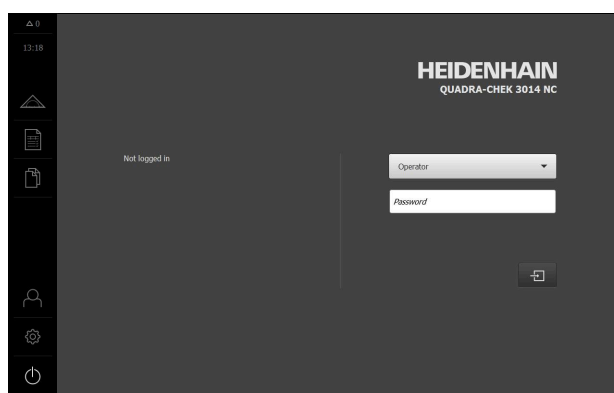 △ 0
13:18
HEIDENHAIN
QUADRA-CHEK 3014 NC
Not logged in
Operator
Password